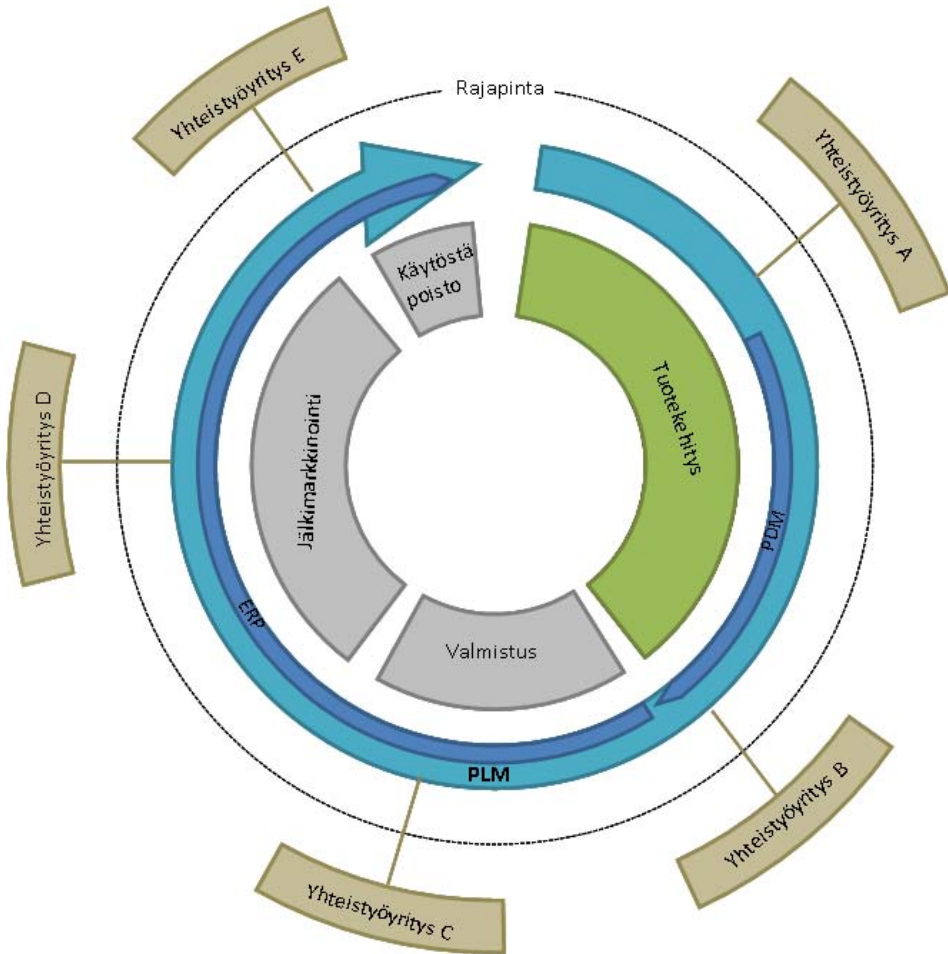 Rajapinta
Yhteistyöyritys E
Yhteistyöyritys A
Käytöstä
poisto
Tuotekehitys
Jälkimarkkinointi
Yhteistyöyritys D
PDM
ERP
Valmistus
PLM
Yhteistyöyritys B
Yhteistyöyritys C